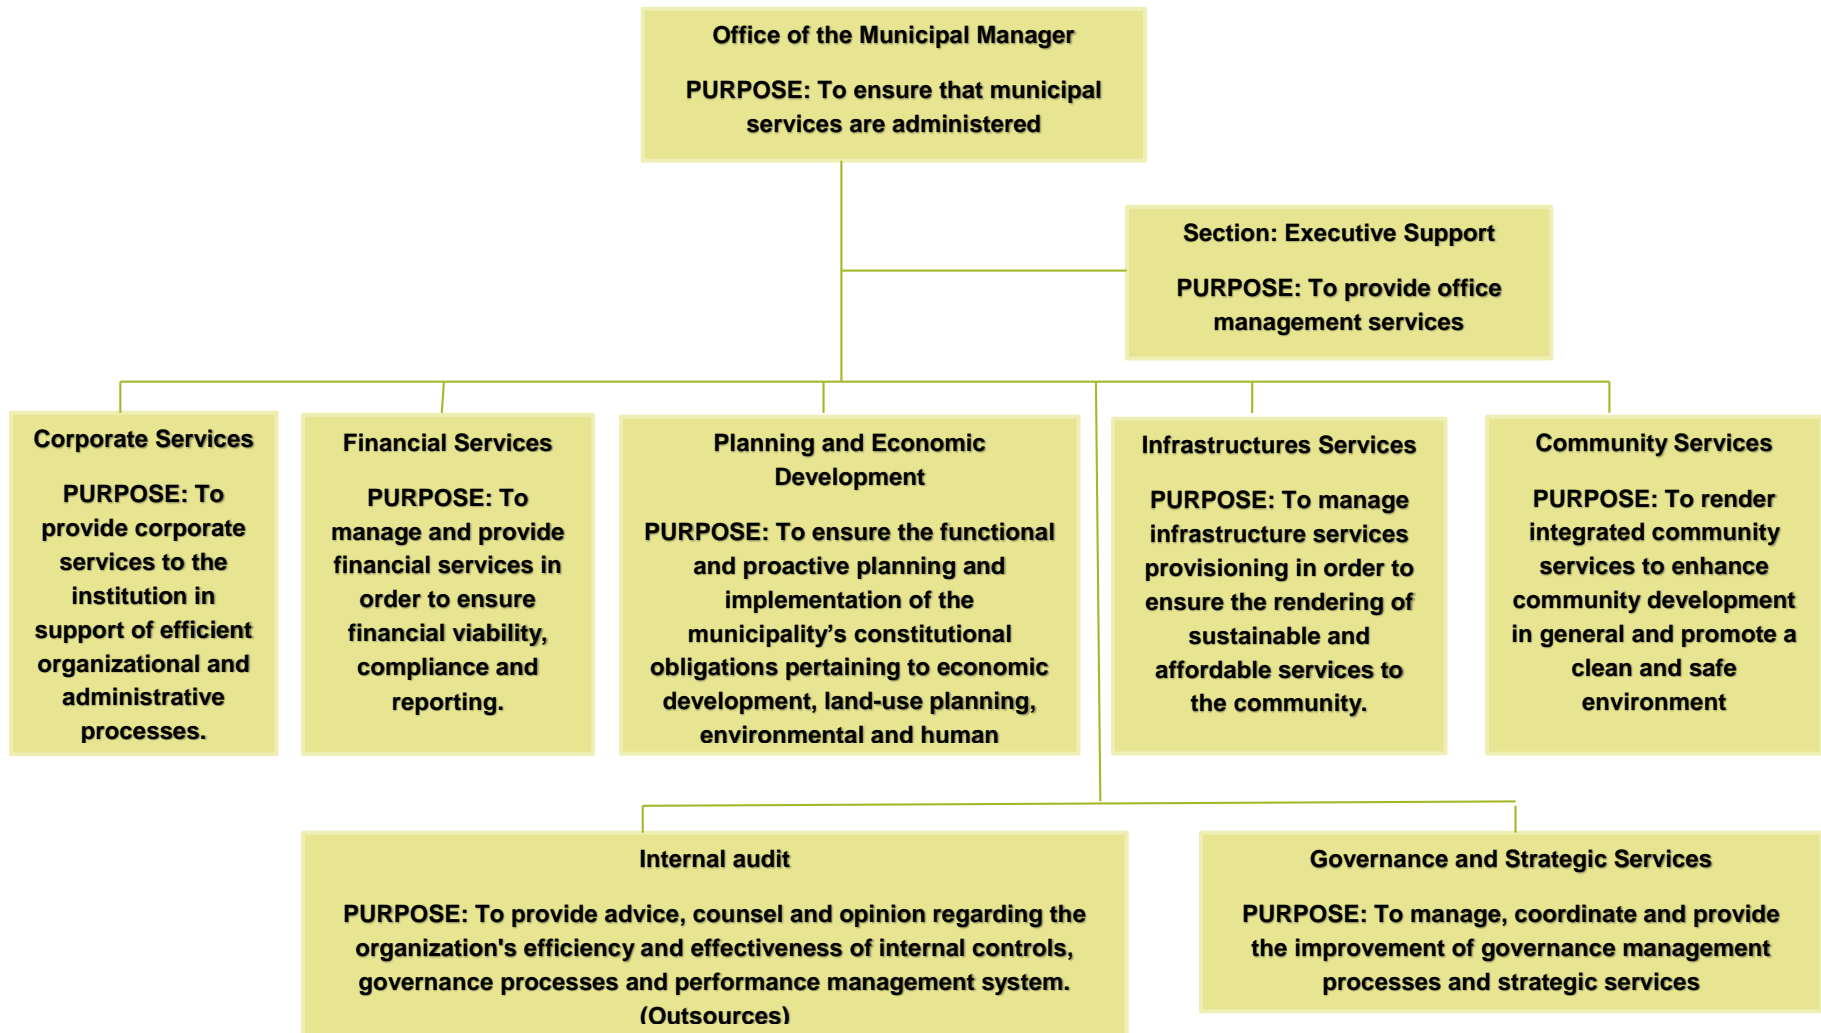 Office of the Municipal Manager
PURPOSE: To ensure that municipal
services are administered
Section: Executive Support
PURPOSE: To provide office
management services
Corporate Services
PURPOSE: To
provide corporate
services to the
institution in
support of efficient
organizational and
administrative
processes.
Financial Services
PURPOSE: To
manage and provide
financial services in
order to ensure
financial viability,
compliance and
reporting.
Planning and Economic
Development
PURPOSE: To ensure the functional
and proactive planning and
implementation of the
municipality’s constitutional
obligations pertaining to economic
development, land-use planning,
environmental and human
Infrastructures Services
PURPOSE: To manage
infrastructure services
provisioning in order to
ensure the rendering of
sustainable and
affordable services to
the community.
Community Services
PURPOSE: To render
integrated community
services to enhance
community development
in general and promote a
clean and safe
environment
Internal audit
PURPOSE: To provide advice, counsel and opinion regarding the
organization's efficiency and effectiveness of internal controls,
governance processes and performance management system.
(Outsources)
Governance and Strategic Services
PURPOSE: To manage, coordinate and provide
the improvement of governance management
processes and strategic services